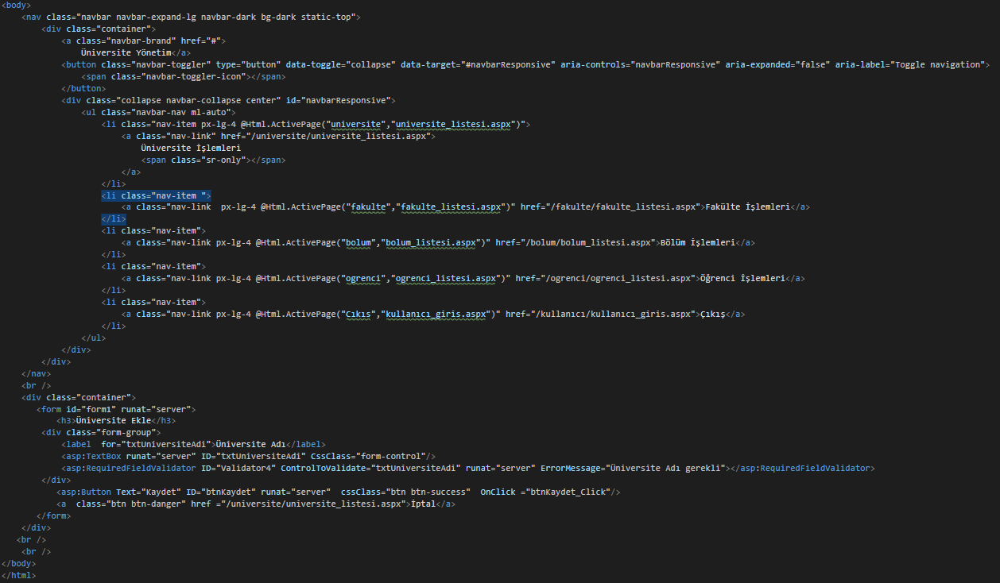 <body>
<nav class="navbar navbar-expand-lg navbar-dark bg-dark static-top">
<div class="container">
<a class="navbar-brand" href="#">
Üniversite Yönetim</a>
<button class="navbar-toggler" type="button" data-toggle="collapse" data-target="#navbarResponsive" aria-controls="navbarResponsive" aria-expanded="false" aria-label="Toggle navigation">
<span class="navbar-toggler-icon"></span>
</button>
<div class="collapse navbar-collapse center" id="navbarResponsive">
<ul class="navbar-nav ml-auto">
<li class="nav-item px-lg-4 @Html.ActivePage("universite","universite_listesi.aspx")">
<a class="nav-link" href="/universite/universite_listesi.aspx">
Üniversite İşlemleri
<span class="sr-only"></span>
</a>
</li>
<li class="nav-item ">
<a class="nav-link  px-lg-4 @Html.ActivePage("fakulte","fakulte_listesi.aspx")" href="/fakulte/fakulte_listesi.aspx">Fakülte İşlemleri</a>
</li>
<li class="nav-item">
<a class="nav-link px-lg-4 @Html.ActivePage("bolum","bolum_listesi.aspx")" href="/bolum/bolum_listesi.aspx">Bölüm İşlemleri</a>
</li>
<li class="nav-item">
<a class="nav-link px-lg-4 @Html.ActivePage("ogrenci","ogrenci_listesi.aspx")" href="/ogrenci/ogrenci_listesi.aspx">Öğrenci İşlemleri</a>
</li>
<li class="nav-item">
<a class="nav-link px-lg-4 @Html.ActivePage("Cıkıs","kullanıcı_giris.aspx")" href="/kullanıcı/kullanıcı_giris.aspx">Çıkış</a>
</li>
</ul>
</div>
</div>
</nav>
<br />
<div class="container">
<form id="form1" runat="server">
<h3>Üniversite Ekle</h3>
<div class="form-group">
<label  for="txtUniversiteAdi">Üniversite Adı</label>
<asp:TextBox runat="server" ID="txtUniversiteAdi" CssClass="form-control"/>
<asp:RequiredFieldValidator ID="validator4" ControlToValidate="txtUniversiteAdi" runat="server" ErrorMessage="Üniversite Adı gerekli"></asp:RequiredFieldValidator>
</div>
<asp:Button Text="Kaydet" ID="btnKaydet" runat="server"  cssClass="btn btn-success"  OnClick ="btnKaydet_Click"/>
<a  class="btn btn-danger" href ="/universite/universite_listesi.aspx">İptal</a>
</form>
</div>
<br />
<br />
</body>
</html>